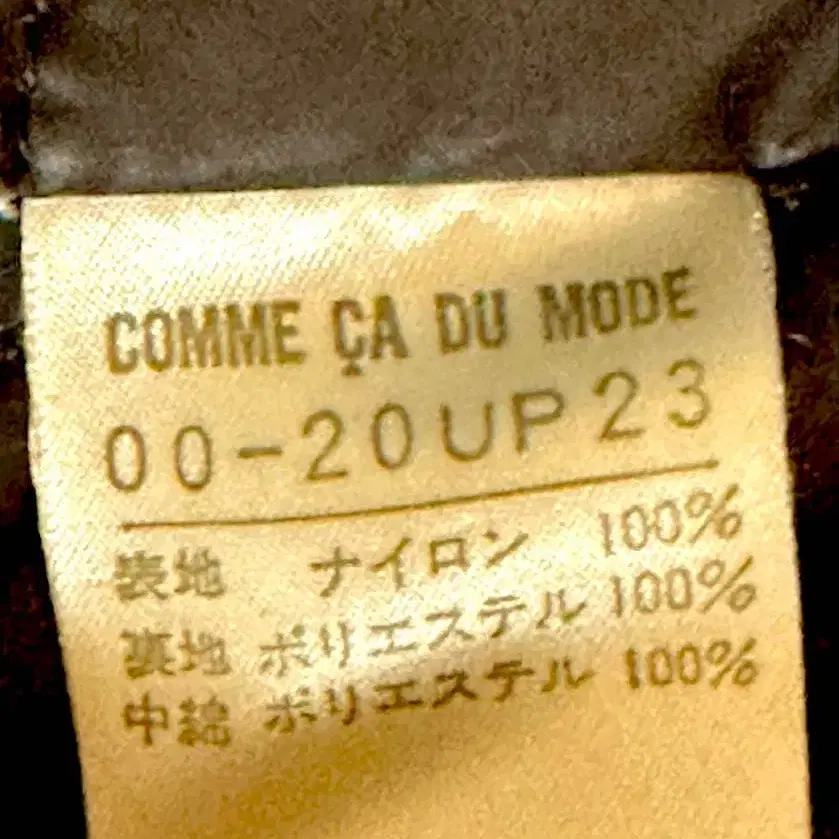 COMME ÇA DU MODE
00-20UP23
表地 ナイロン 100%
裏地 ポリエステル 100%
中綿 ポリエステル 100%